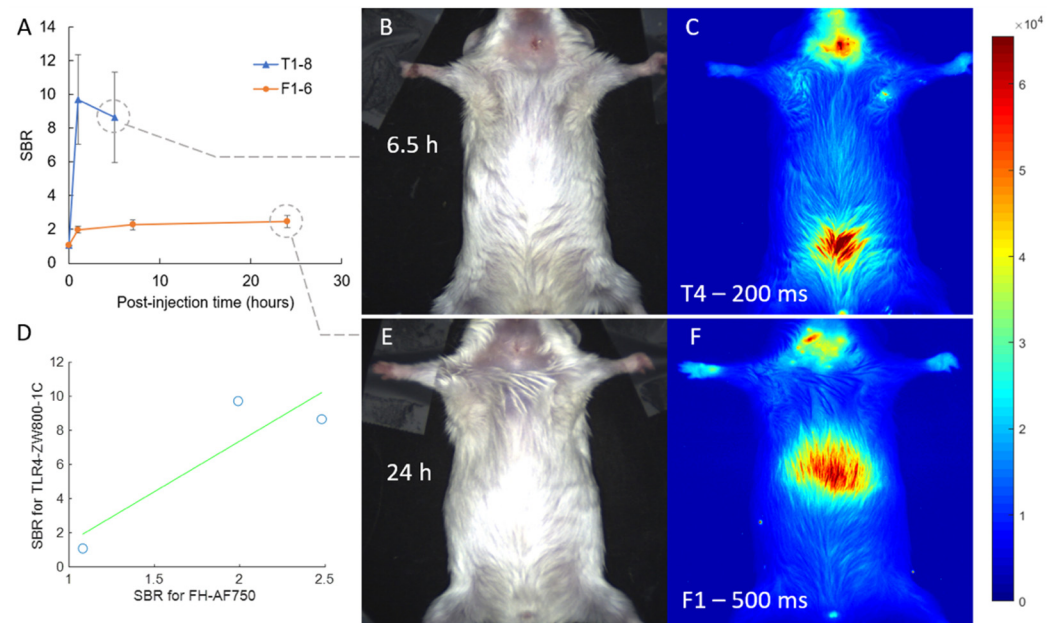 A
14
12
10
8
6
4
2
0
SBR
T1-8
F1-6
0 10 20 30
Post-injection time (hours)
B
6.5 h
C
T4 – 200 ms
×10⁴
6
5
4
3
2
1
0
D
12
10
8
6
4
2
0
SBR for TLR4-ZW800-1C
1 1.5 2 2.5
SBR for FH-AF750
E
24 h
F
F1 – 500 ms